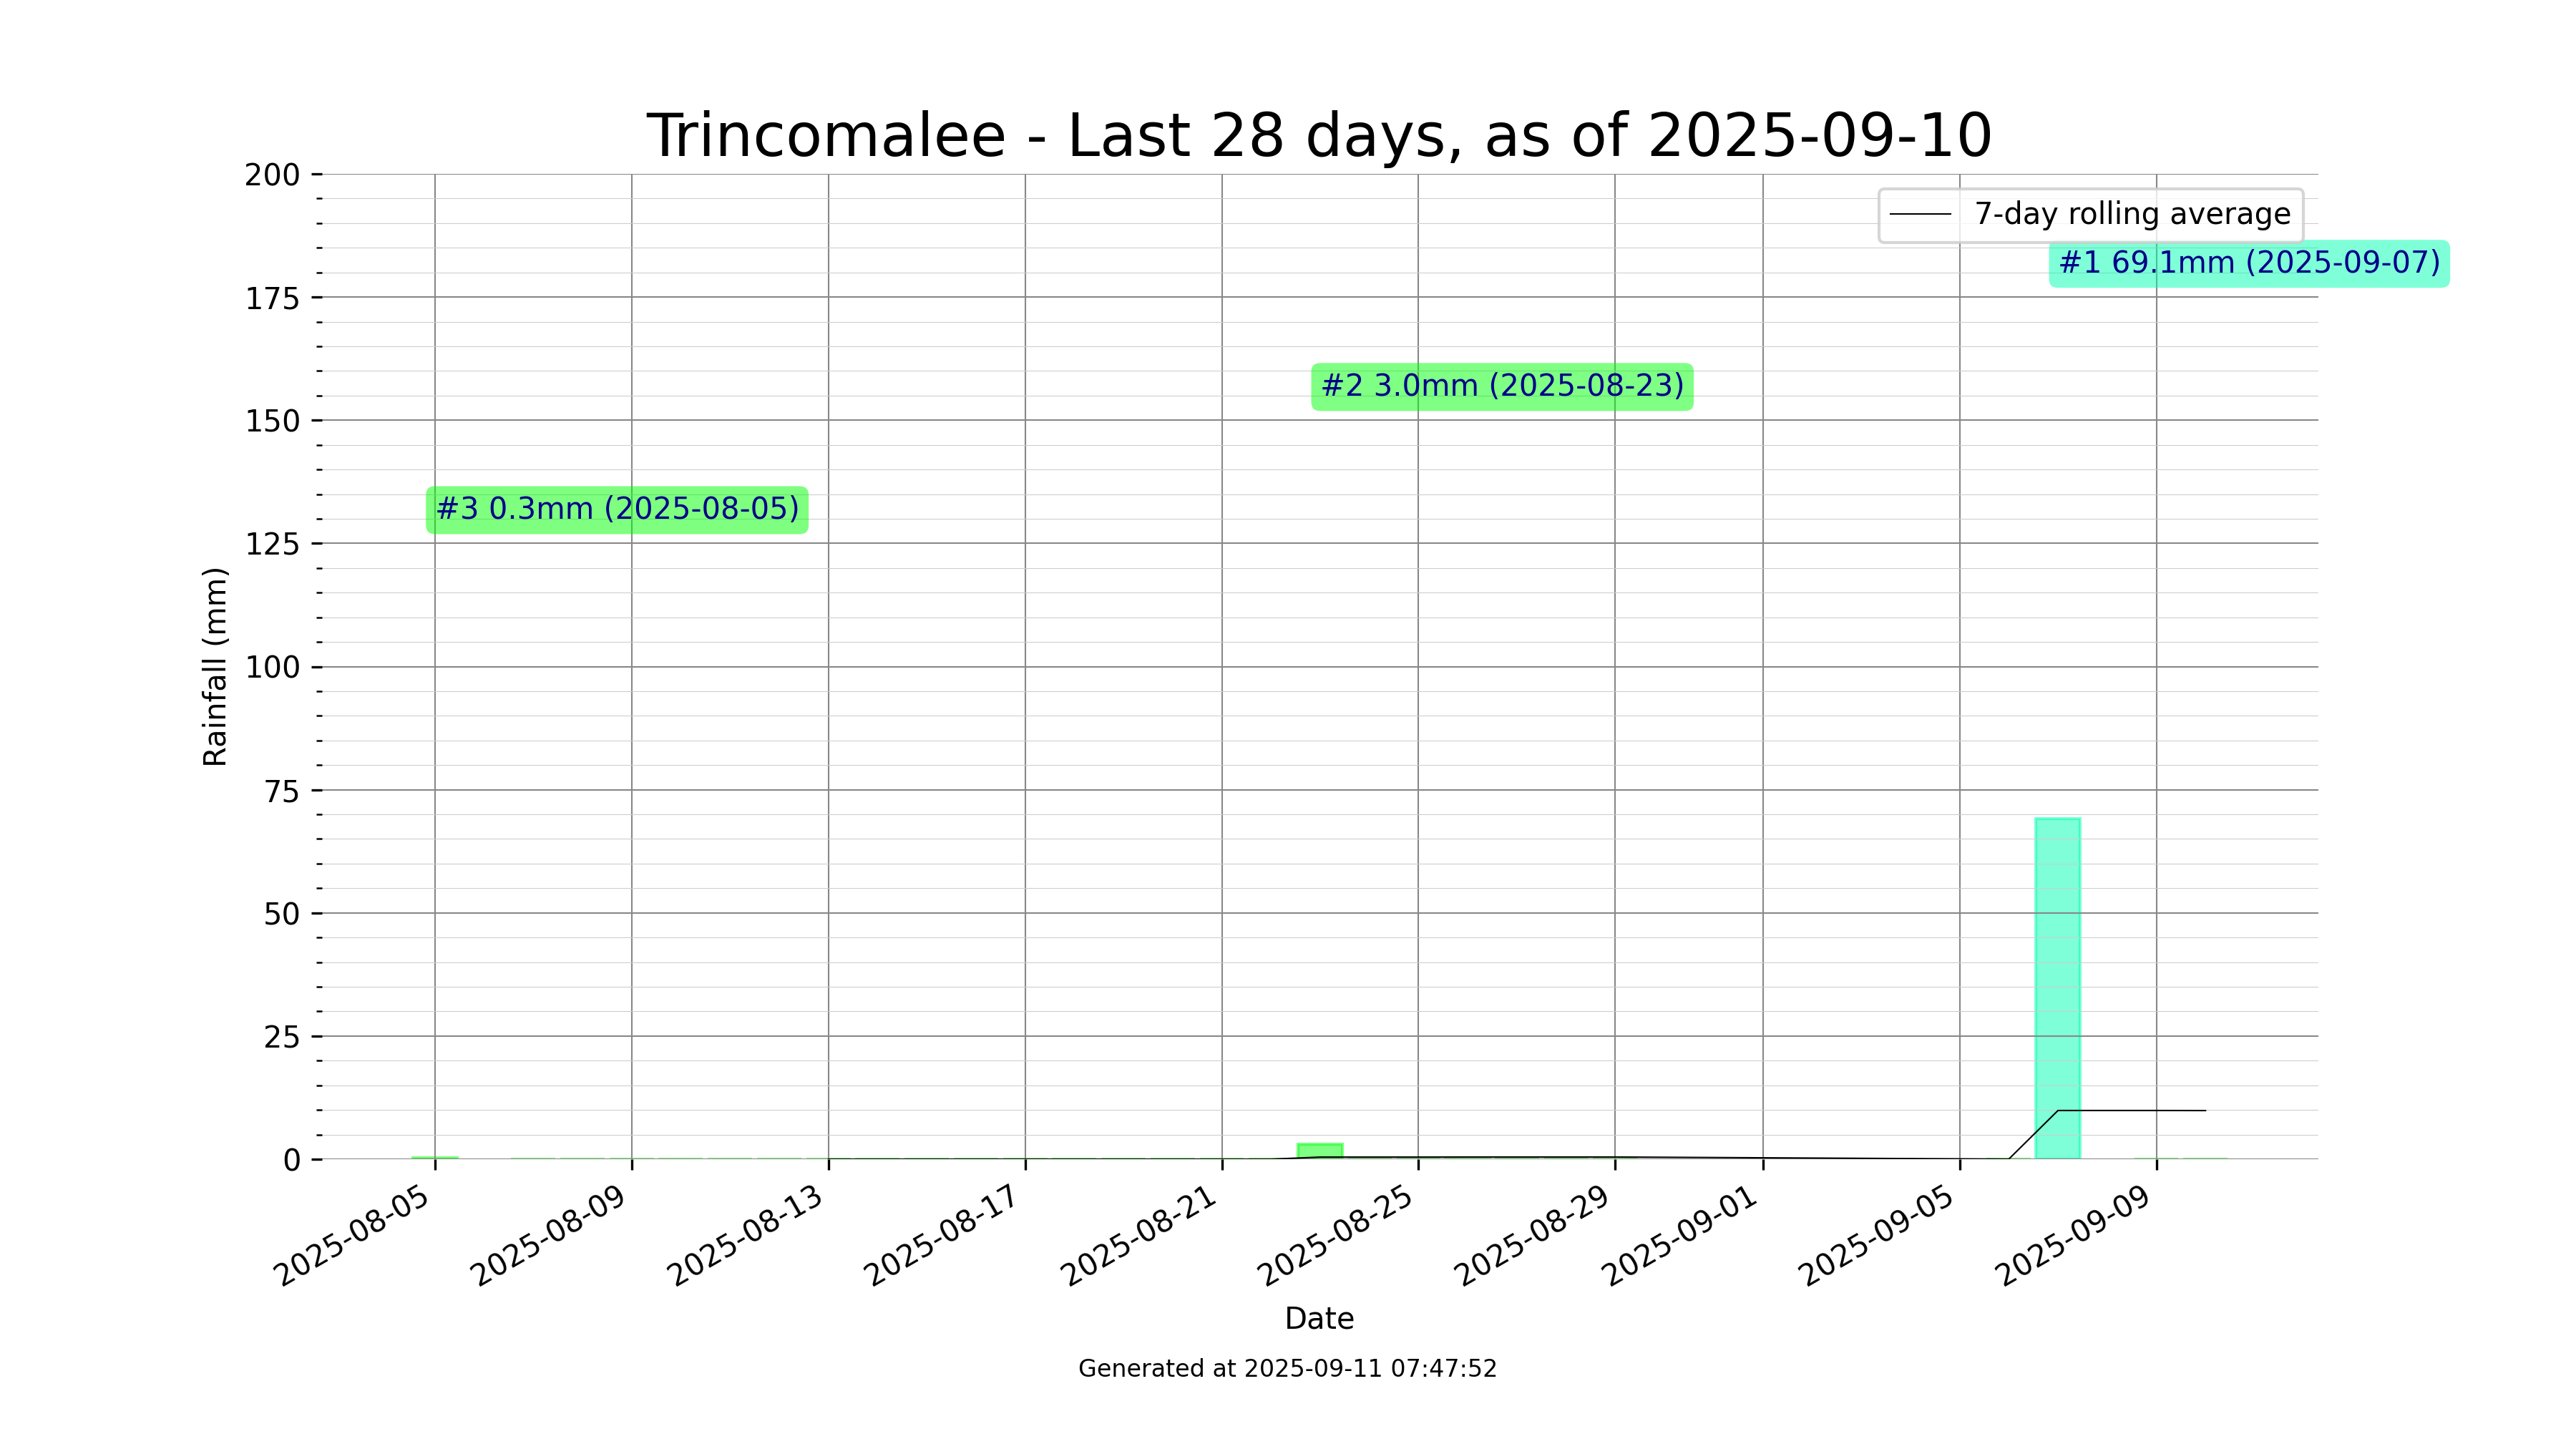 Trincomalee - Last 28 days, as of 2025-09-10
7-day rolling average
#1 69.1mm (2025-09-07)
#2 3.0mm (2025-08-23)
#3 0.3mm (2025-08-05)
Rainfall (mm)
200
175
150
125
100
75
50
25
0
2025-08-05
2025-08-09
2025-08-13
2025-08-17
2025-08-21
2025-08-25
2025-08-29
2025-09-01
2025-09-05
2025-09-09
Date
Generated at 2025-09-11 07:47:52